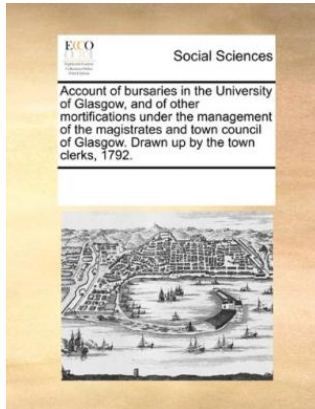 ECCO
Social Sciences
Account of bursaries in the University
of Glasgow, and of other
mortifications under the management
of the magistrates and town council
of Glasgow. Drawn up by the town
clerks, 1792.